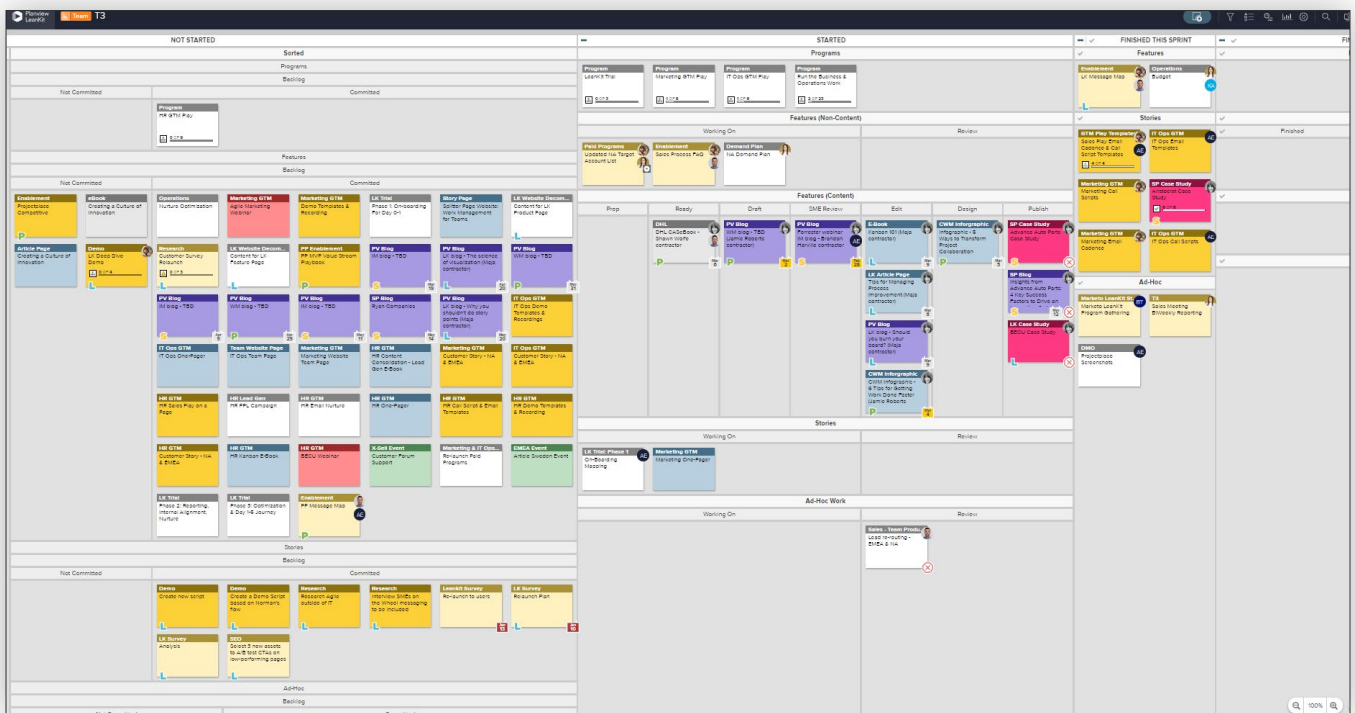 Planview
LeanKit
Team
T3
NOT STARTED
Sorted
Programs
Backlog
Not Committed
Committed
Program
HR GTM Play
Features
Backlog
Not Committed
Committed
Enablement
Projectplace
Competitive
P
eBook
Creating a Culture of
Innovation
Operations
Nurture Optimization
Marketing GTM
Agile Marketing
Webinar
Marketing GTM
Demo Templates &
Recording
LK Trial
Phase 1: On-boarding
For Day 0-1
Story Page
Splitter Page Website:
Work Management
for Teams
LK Website Decom...
Content for LK
Product Page
L
Article Page
Creating a Culture of
Innovation
Demo
LK Deep Dive
Demo
L
Research
Customer Survey
Relaunch
L
LK Website Decom...
Content for LK
Feature Page
L
PP Enablement
PP MVP Value Stream
Playbook
P
PV Blog
IM blog - TBD
S
PV Blog
LK blog - The science
of visualization (Maja
contractor)
L
PV Blog
WM blog - TBD
P
PV Blog
IM blog - TBD
S
PV Blog
WM blog - TBD
P
PV Blog
IM blog - TBD
S
SP Blog
Ryan Companies
S
PV Blog
LK blog - Why you
shouldn't do story
points (Maja
contractor)
L
IT Ops GTM
IT Ops Demo
Templates &
Recordings
IT Ops GTM
IT Ops One-Pager
Team Website Page
IT Ops Team Page
Marketing GTM
Marketing Website
Team Page
HR GTM
HR Content
Consolidation - Lead
Gen E-Book
Marketing GTM
Customer Story - NA
& EMEA
IT Ops GTM
Customer Story - NA
& EMEA
HR GTM
HR Sales Play on a
Page
HR Lead Gen
HR PPL Campaign
HR GTM
HR Email Nurture
HR GTM
HR One-Pager
HR GTM
HR Call Script & Email
Templates
HR GTM
HR Demo Templates
& Recording
HR GTM
Customer Story - NA
& EMEA
HR GTM
HR Kanban E-Book
HR GTM
BECU Webinar
X-Sell Event
Customer Forum
Support
Marketing & IT Ops...
Re-launch Paid
Programs
EMEA Event
Article Sweden Event
LK Trial
Phase 2: Reporting,
Internal Alignment,
Nurture
LK Trial
Phase 3: Optimization
& Day 1-5 Journey
Enablement
PP Message Map
AE
P
Stories
Backlog
Not Committed
Committed
Demo
Create new script
L
Demo
Create a Demo Script
based on Norman's
flow
L
Research
Research Agile
outside of IT
L
Research
Interview SMEs on
the Wheel messaging
to be included
L
Leankit Survey
Re-launch to users
LK Survey
Relaunch Plan
L
LK Survey
Analysis
L
SEO
Select 3 new assets
to A/B test CTAs on
low-performing pages
L
Ad-Hoc
Backlog
STARTED
Programs
Program
LeanKit Trial
Program
Marketing GTM Play
Program
IT Ops GTM Play
Program
Run the Business &
Operations Work
Features (Non-Content)
Working On
Review
Paid Programs
Updated NA Target
Account List
Enablement
Sales Process FAQ
Demand Plan
NA Demand Plan
Features (Content)
Prep
Ready
Draft
SME Review
Edit
Design
Publish
DHL
DHL CASeBook -
Shawn Wolfe
contractor
P
PV Blog
WM blog - TBD
(Jamie Roberts
contractor)
P
PV Blog
Forrester webinar
IM blog - Brandon
Harville contractor
AE
S
E-Book
Kanban 101 (Maja
contractor)
L
CWM Infographic
Infographic - 5
Ways to Transform
Project
Collaboration
P
SP Case Study
Advance Auto Parts
Case Study
S
LK Article Page
Tips for Managing
Process
Improvement (Maja
contractor)
L
SP Blog
Insights from
Advance Auto Parts:
4 Key Success
Factors to Drive an
S
PV Blog
LK blog - Should
you burn your
board? (Maja
contractor)
L
LK Case Study
BECU Case Study
L
CWM Infographic
CWM Infographic -
6 Tips for Getting
Work Done Faster
(Jamie Roberts
P
Stories
Working On
Review
LK Trial: Phase 1
On-Boarding
Mapping
AE
Marketing GTM
Marketing One-Pager
Ad-Hoc Work
Working On
Review
Sales - Team Produ...
Lead re-routing -
EMEA & NA
FINISHED THIS SPRINT
Features
Enablement
LK Message Map
L
Operations
Budget
KA
Stories
GTM Play Templates
Sales Play Email
Cadence & Call
Script Templates
AE
IT Ops GTM
IT Ops Email
Templates
AE
Marketing GTM
Marketing Call
Scripts
SP Case Study
Aristocrat Case
Study
S
Marketing GTM
Marketing Email
Cadence
IT Ops GTM
IT Ops Call Scripts
AE
Ad-Hoc
Marketo LeanKit St...
Marketo LeanKit
Program Gathering
BT
T3
Sales Meeting
BiWeekly Reporting
DMO
Projectplace
Screenshots
AE
FI
Finished
100%